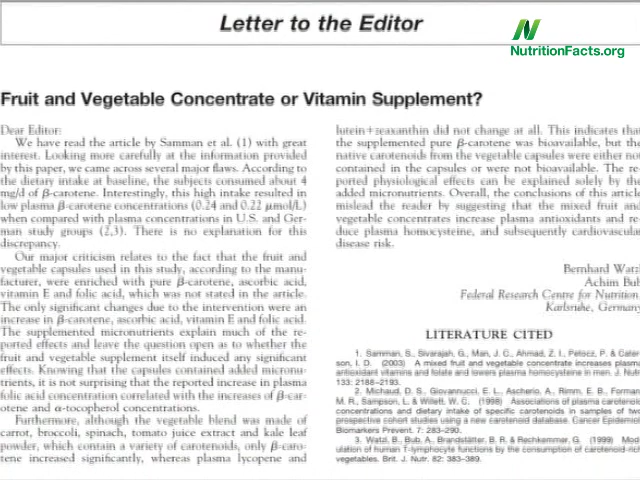 Letter to the Editor
NutritionFacts.org
Fruit and Vegetable Concentrate or Vitamin Supplement?
Dear Editor:
We have read the article by Samman et al. (1) with great
interest. Looking more carefully at the information provided
by this paper, we came across several major flaws. According to
the dietary intake at baseline, the subjects consumed about 4
mg/d of β-carotene. Interestingly, this high intake resulted in
low plasma β-carotene concentrations (0.24 and 0.22 μmol/L)
when compared with plasma concentrations in U.S. and Ger-
man study groups (2,3). There is no explanation for this
discrepancy.
Our major criticism relates to the fact that the fruit and
vegetable capsules used in this study, according to the manu-
facturer, were enriched with pure β-carotene, ascorbic acid,
vitamin E and folic acid, which was not stated in the article.
The only significant changes due to the intervention were an
increase in β-carotene, ascorbic acid, vitamin E and folic acid.
The supplemented micronutrients explain much of the re-
ported effects and leave the question open as to whether the
fruit and vegetable supplement itself induced any significant
effects. Knowing that the capsules contained added micronu-
trients, it is not surprising that the reported increase in plasma
folic acid concentration correlated with the increases of β-car-
otene and α-tocopherol concentrations.
Furthermore, although the vegetable blend was made of
carrot, broccoli, spinach, tomato juice extract and kale leaf
powder, which contain a variety of carotenoids, only β-caro-
tene increased significantly, whereas plasma lycopene and
lutein+zeaxanthin did not change at all. This indicates that
the supplemented pure β-carotene was bioavailable, but the
native carotenoids from the vegetable capsules were either not
contained in the capsules or were not bioavailable. The re-
ported physiological effects can be explained solely by the
added micronutrients. Overall, the conclusions of this article
mislead the reader by suggesting that the mixed fruit and
vegetable concentrates increase plasma antioxidants and re-
duce plasma homocysteine, and subsequently cardiovascular
disease risk.
Bernhard Watzl
Achim Bub
Federal Research Centre for Nutrition
Karlsruhe, Germany
LITERATURE CITED
1. Samman, S., Sivarajah, G., Man, J. C., Ahmad, Z. I., Petocz, P. & Cater-
son, I. D. (2003) A mixed fruit and vegetable concentrate increases plasma
antioxidant vitamins and folate and lowers plasma homocysteine in men. J. Nutr.
133: 2188–2193.
2. Michaud, D. S., Giovannucci, E. L., Ascherio, A., Rimm, E. B., Forman,
M. R., Sampson, L. & Willett, W. C. (1998) Associations of plasma carotenoid
concentrations and dietary intake of specific carotenoids in samples of two
prospective cohort studies using a new carotenoid database. Cancer Epidemiol.
Biomarkers Prevent. 7: 283–290.
3. Watzl, B., Bub, A., Brandstätter, B. R. & Rechkemmer, G. (1999) Mod-
ulation of human T-lymphocyte functions by the consumption of carotenoid-rich
vegetables. Brit. J. Nutr. 82: 383–389.